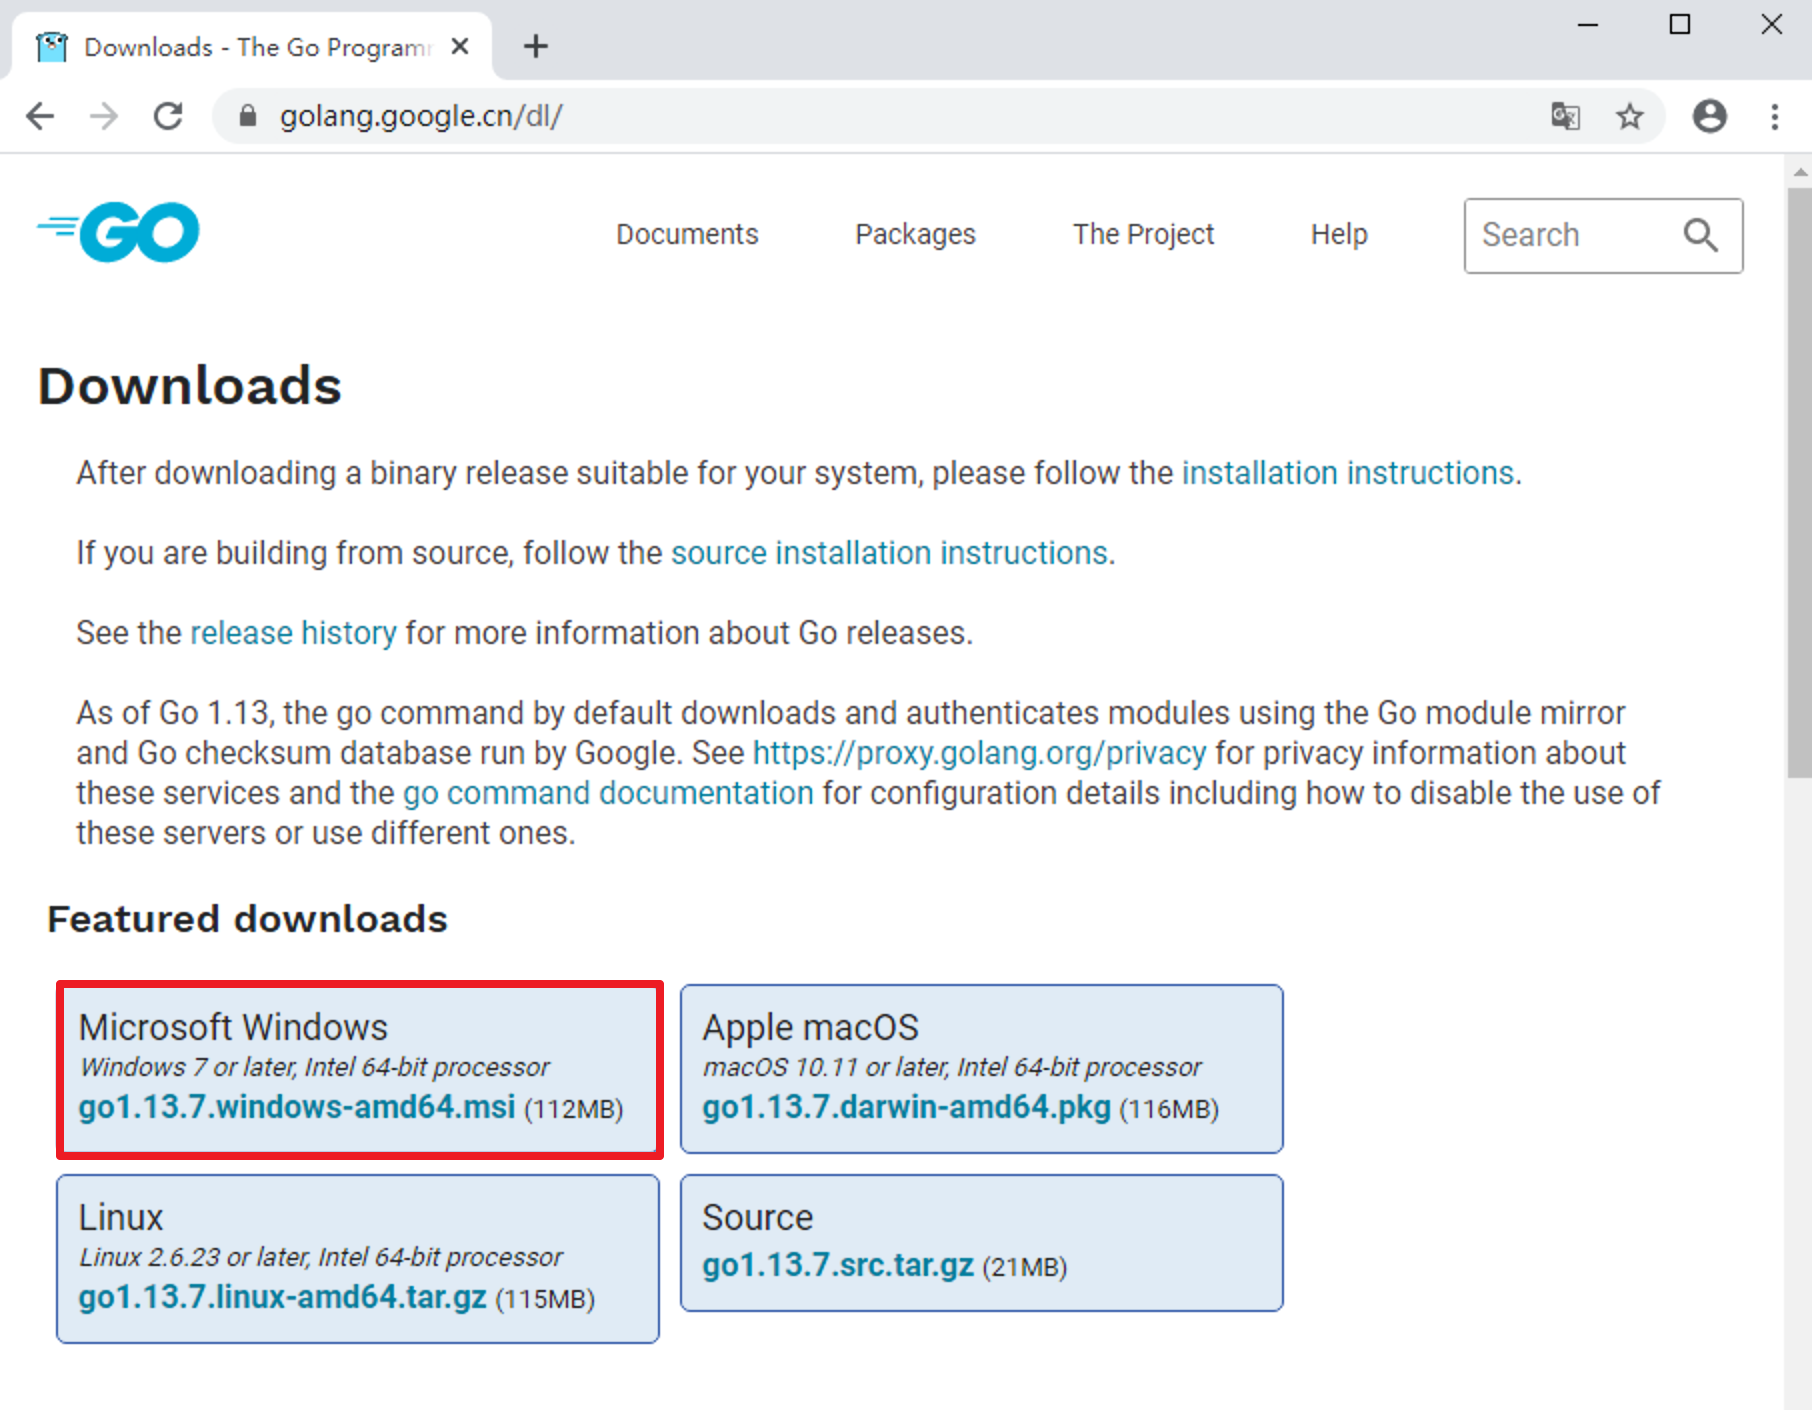 Downloads - The Go Programm
golang.google.cn/dl/
GO
Documents
Packages
The Project
Help
Search
Downloads
After downloading a binary release suitable for your system, please follow the installation instructions.
If you are building from source, follow the source installation instructions.
See the release history for more information about Go releases.
As of Go 1.13, the go command by default downloads and authenticates modules using the Go module mirror
and Go checksum database run by Google. See https://proxy.golang.org/privacy for privacy information about
these services and the go command documentation for configuration details including how to disable the use of
these servers or use different ones.
Featured downloads
Microsoft Windows
Windows 7 or later, Intel 64-bit processor
go1.13.7.windows-amd64.msi (112MB)
Apple macOS
macOS 10.11 or later, Intel 64-bit processor
go1.13.7.darwin-amd64.pkg (116MB)
Linux
Linux 2.6.23 or later, Intel 64-bit processor
go1.13.7.linux-amd64.tar.gz (115MB)
Source
go1.13.7.src.tar.gz (21MB)